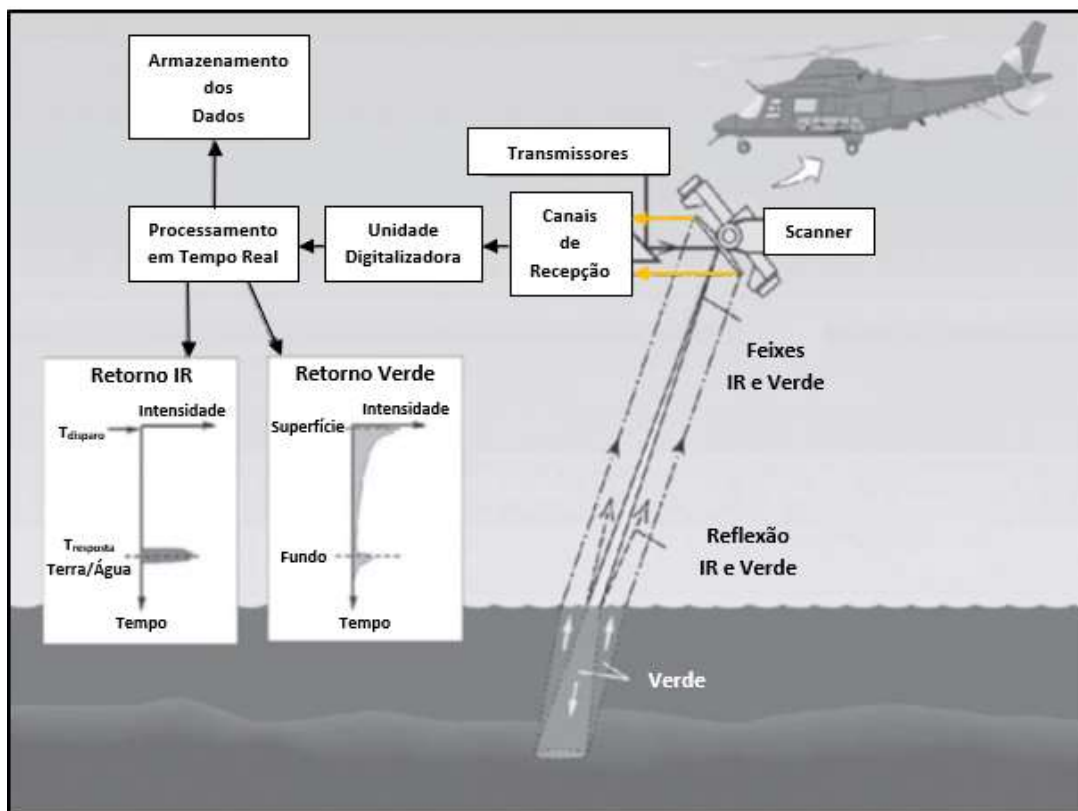 Armazenamento
dos
Dados
Transmissores
Processamento
em Tempo Real
Unidade
Digitalizadora
Canais
de
Recepção
Scanner
Feixes
IR e Verde
Retorno IR
Intensidade
Tdisparo
Tresposta
Terra/Água
Tempo
Retorno Verde
Intensidade
Superfície
Fundo
Tempo
Reflexão
IR e Verde
Verde